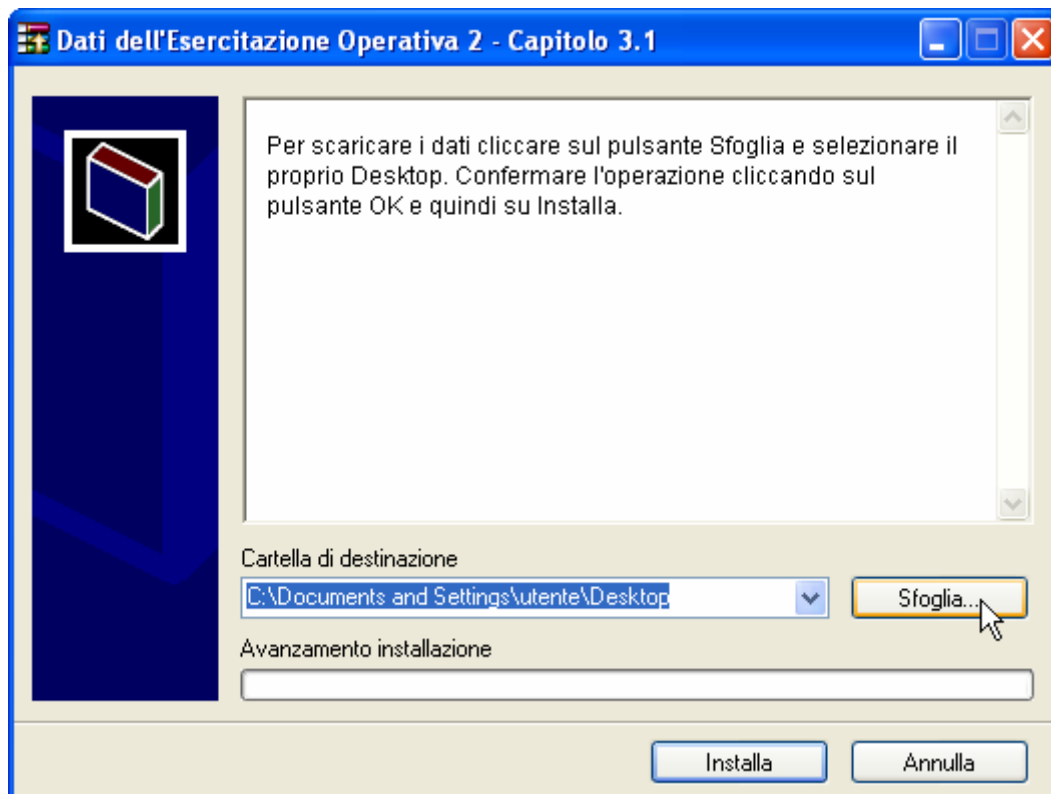 Dati dell'Esercitazione Operativa 2 - Capitolo 3.1
Per scaricare i dati cliccare sul pulsante Sfoglia e selezionare il
proprio Desktop. Confermare l'operazione cliccando sul
pulsante OK e quindi su Installa.
Cartella di destinazione
C:\Documents and Settings\utente\Desktop
Sfoglia...
Avanzamento installazione
Installa
Annulla